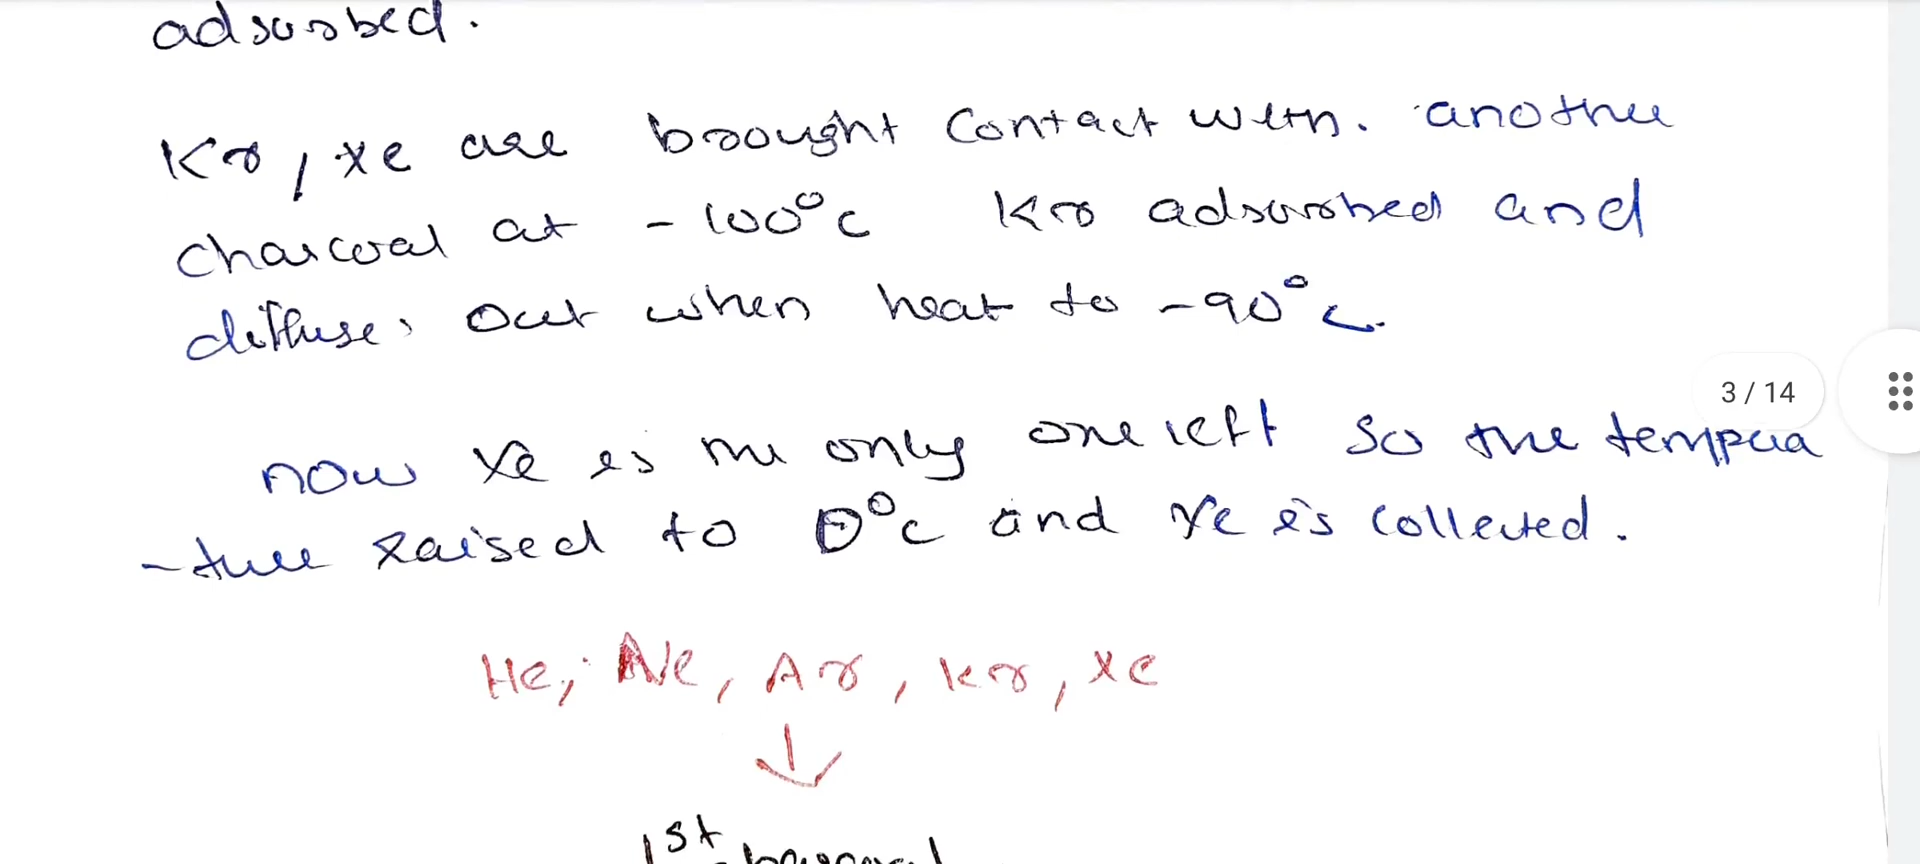 adsorbed.
Kr, Xe are brought contact with. another
charcoal at -100°C Kr adsorbed and
diffuses out when heat to -90°C.
3 / 14
now Xe is the only one left so the tempera
-ture raised to 0°C and Xe is collected.
He, Ne, Ar, Kr, Xe
↓
1st charcoal